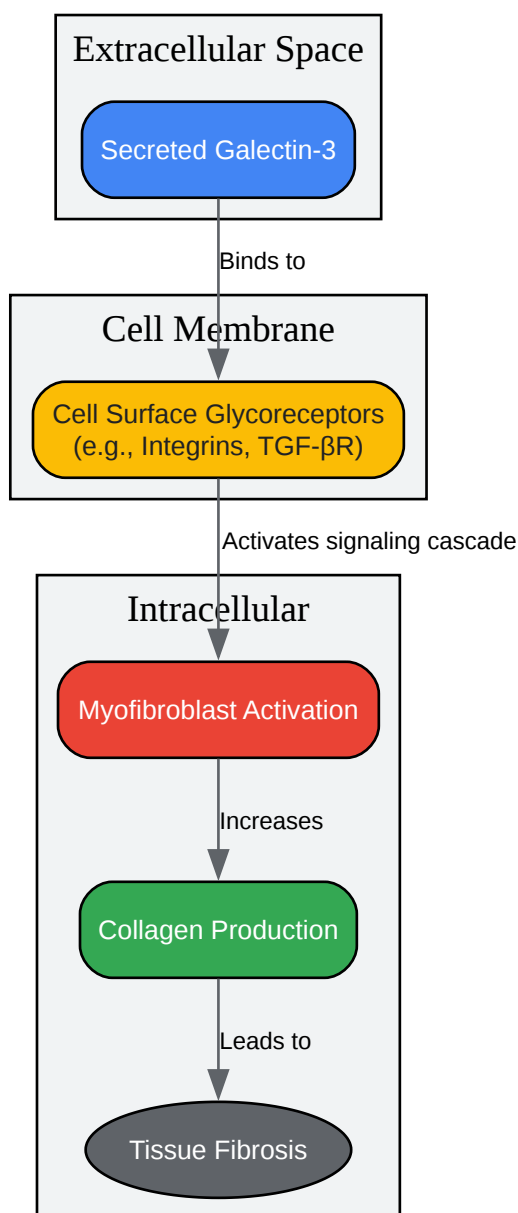 Extracellular Space
Secreted Galectin-3
Binds to
Cell Membrane
Cell Surface Glycoreceptors
(e.g., Integrins, TGF-βR)
Activates signaling cascade
Intracellular
Myofibroblast Activation
Increases
Collagen Production
Leads to
Tissue Fibrosis